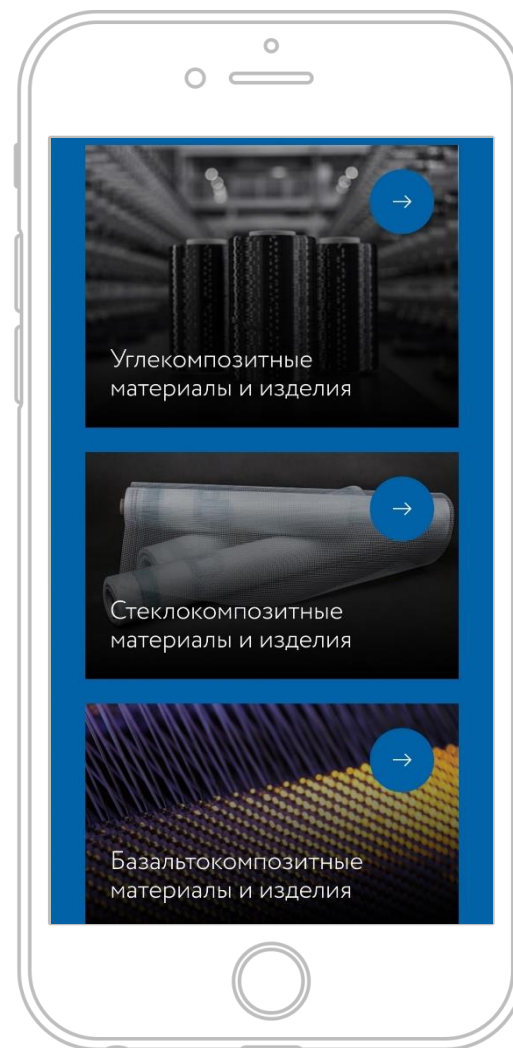 Углекомпозитные
материалы и изделия
Стеклокомпозитные
материалы и изделия
Базальтокомпозитные
материалы и изделия